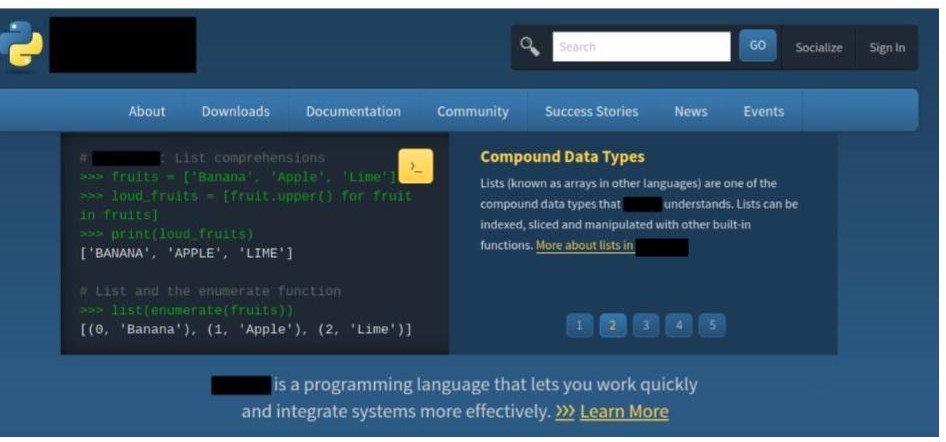 Search
GO
Socialize
Sign In
About
Downloads
Documentation
Community
Success Stories
News
Events
# : List comprehensions
>>> fruits = ['Banana', 'Apple', 'Lime']
>>> loud_fruits = [fruit.upper() for fruit
in fruits]
>>> print(loud_fruits)
['BANANA', 'APPLE', 'LIME']
# List and the enumerate function
>>> list(enumerate(fruits))
[(0, 'Banana'), (1, 'Apple'), (2, 'Lime')]
>_
Compound Data Types
Lists (known as arrays in other languages) are one of the
compound data types that understands. Lists can be
indexed, sliced and manipulated with other built-in
functions. More about lists in
1 2 3 4 5
is a programming language that lets you work quickly
and integrate systems more effectively. >>> Learn More